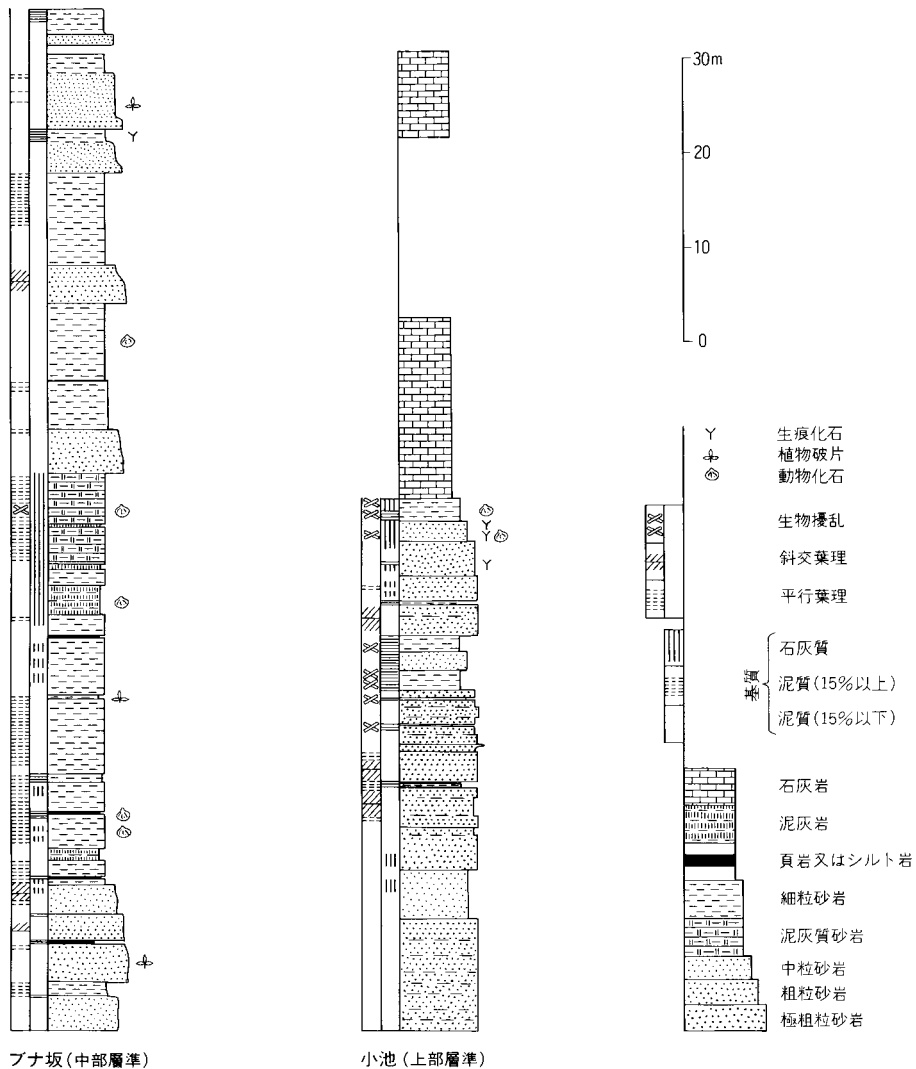 30m
20
10
0
生痕化石
植物破片
動物化石
生物擾乱
斜交葉理
平行葉理
基質
石灰質
泥質(15%以上)
泥質(15%以下)
石灰岩
泥灰岩
頁岩又はシルト岩
細粒砂岩
泥灰質砂岩
中粒砂岩
粗粒砂岩
極粗粒砂岩
ブナ坂(中部層準)
小池(上部層準)